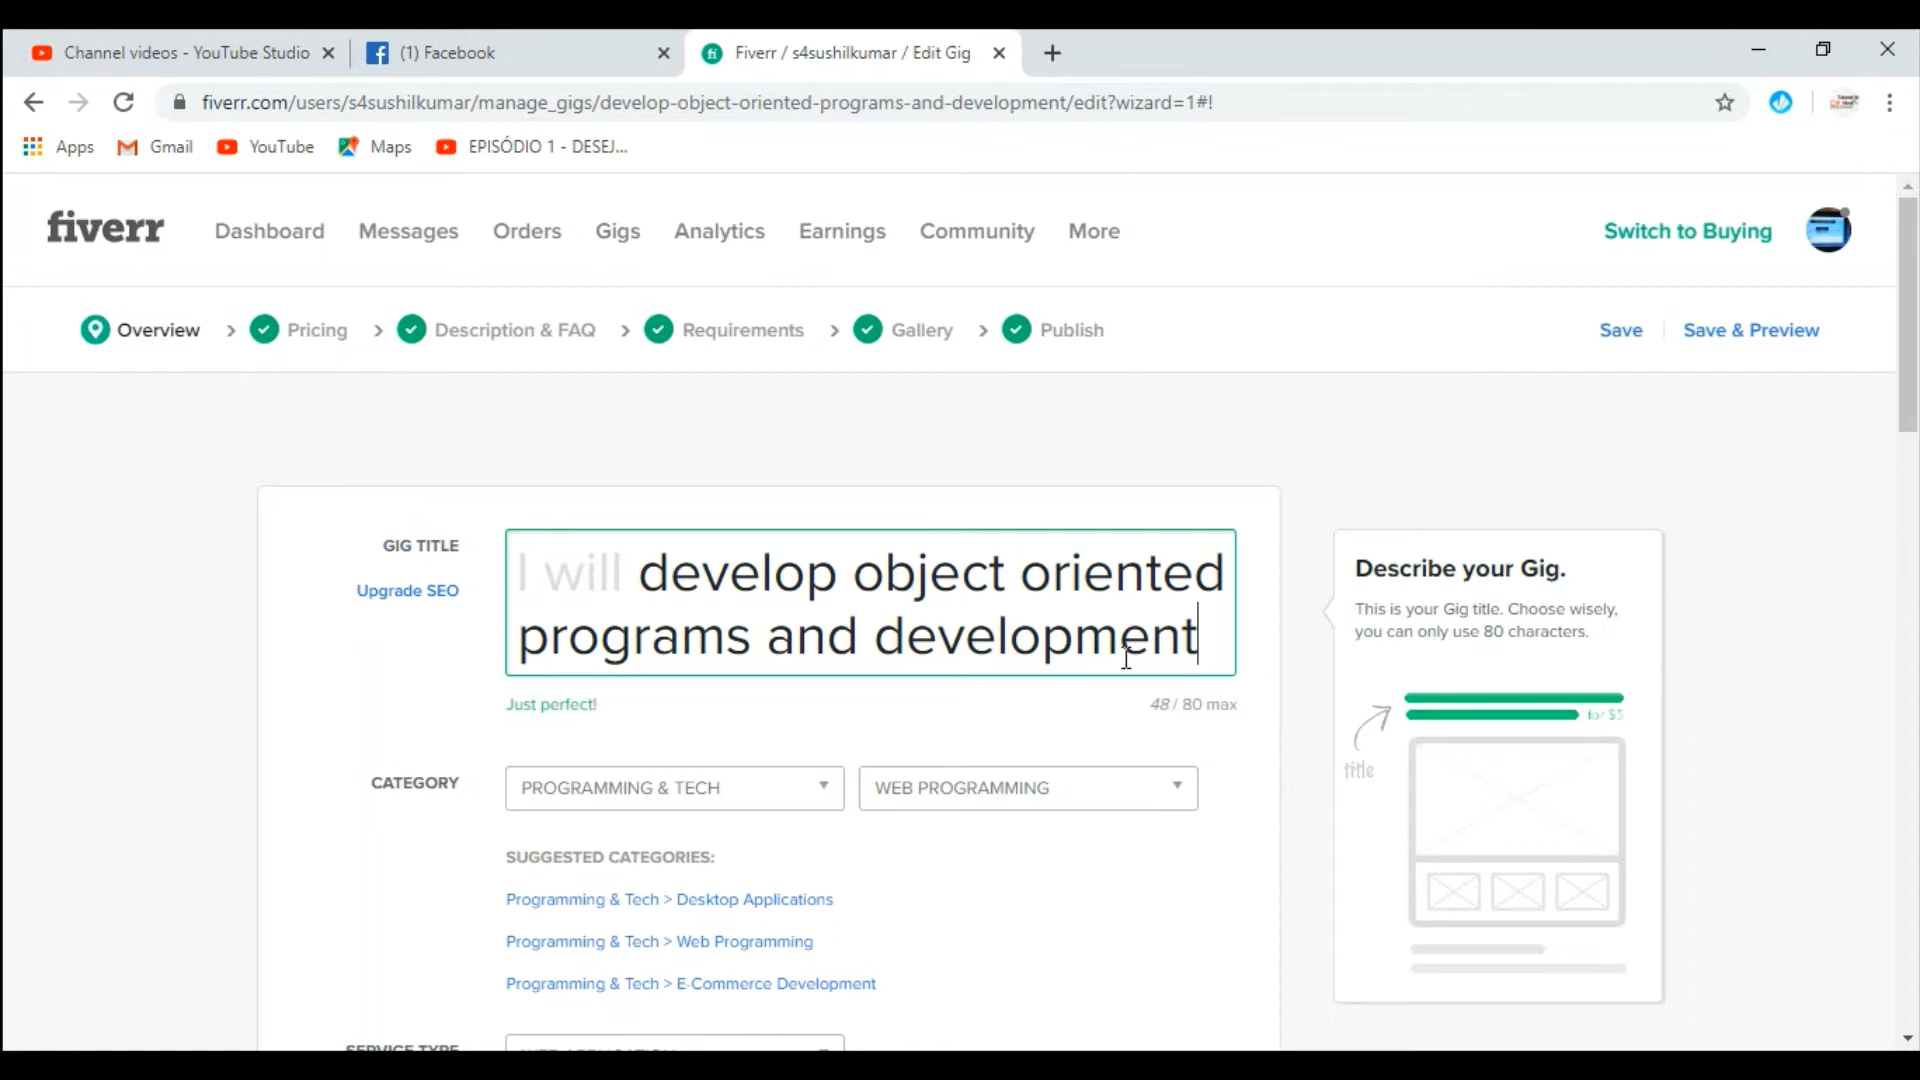 Channel videos - YouTube Studio
(1) Facebook
Fiverr / s4sushilkumar / Edit Gig
fiverr.com/users/s4sushilkumar/manage_gigs/develop-object-oriented-programs-and-development/edit?wizard=1#!
Apps
Gmail
YouTube
Maps
EPISÓDIO 1 - DESEJ...
fiverr
Dashboard
Messages
Orders
Gigs
Analytics
Earnings
Community
More
Switch to Buying
Overview
Pricing
Description & FAQ
Requirements
Gallery
Publish
Save
Save & Preview
GIG TITLE
Upgrade SEO
I will develop object oriented
programs and development
Just perfect!
48 / 80 max
Describe your Gig.
This is your Gig title. Choose wisely,
you can only use 80 characters.
for $5
title
CATEGORY
PROGRAMMING & TECH
WEB PROGRAMMING
SUGGESTED CATEGORIES:
Programming & Tech > Desktop Applications
Programming & Tech > Web Programming
Programming & Tech > E-Commerce Development
SERVICE TYPE